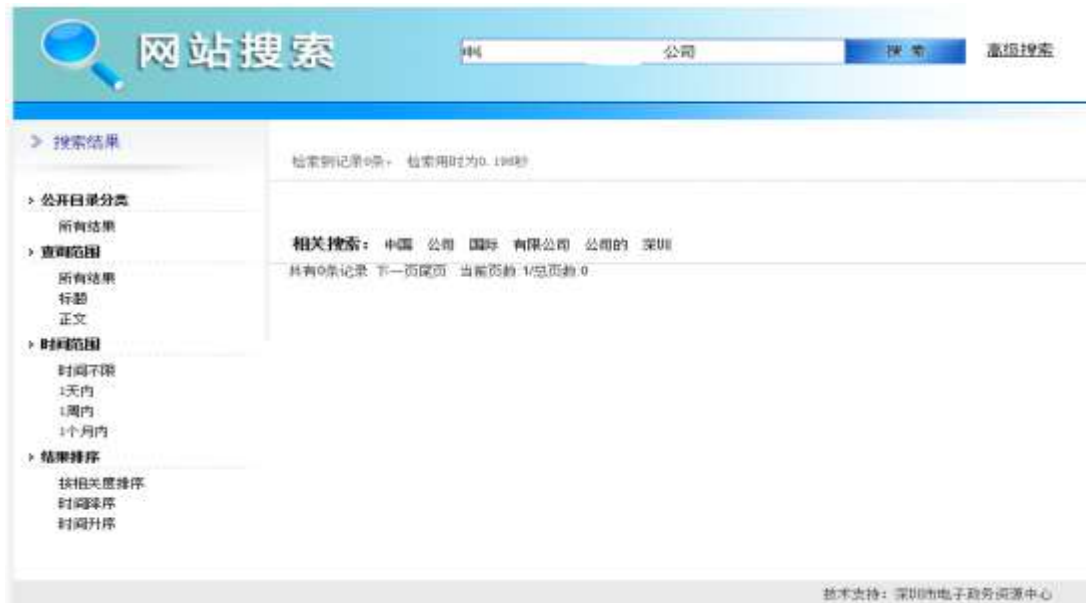 网站搜索
公司
搜 索
高级搜索
搜索结果
检索到记录0条， 检索用时为0.198秒
公开目录分类
所有结果
查询范围
所有结果
标题
正文
时间范围
时间不限
1天内
1周内
1个月内
结果排序
按相关度排序
时间降序
时间升序
相关搜索： 中国 公司 国际 有限公司 公司的 深圳
共有0条记录 下一页尾页 当前页数 1/总页数 0
技术支持：深圳市电子政务资源中心